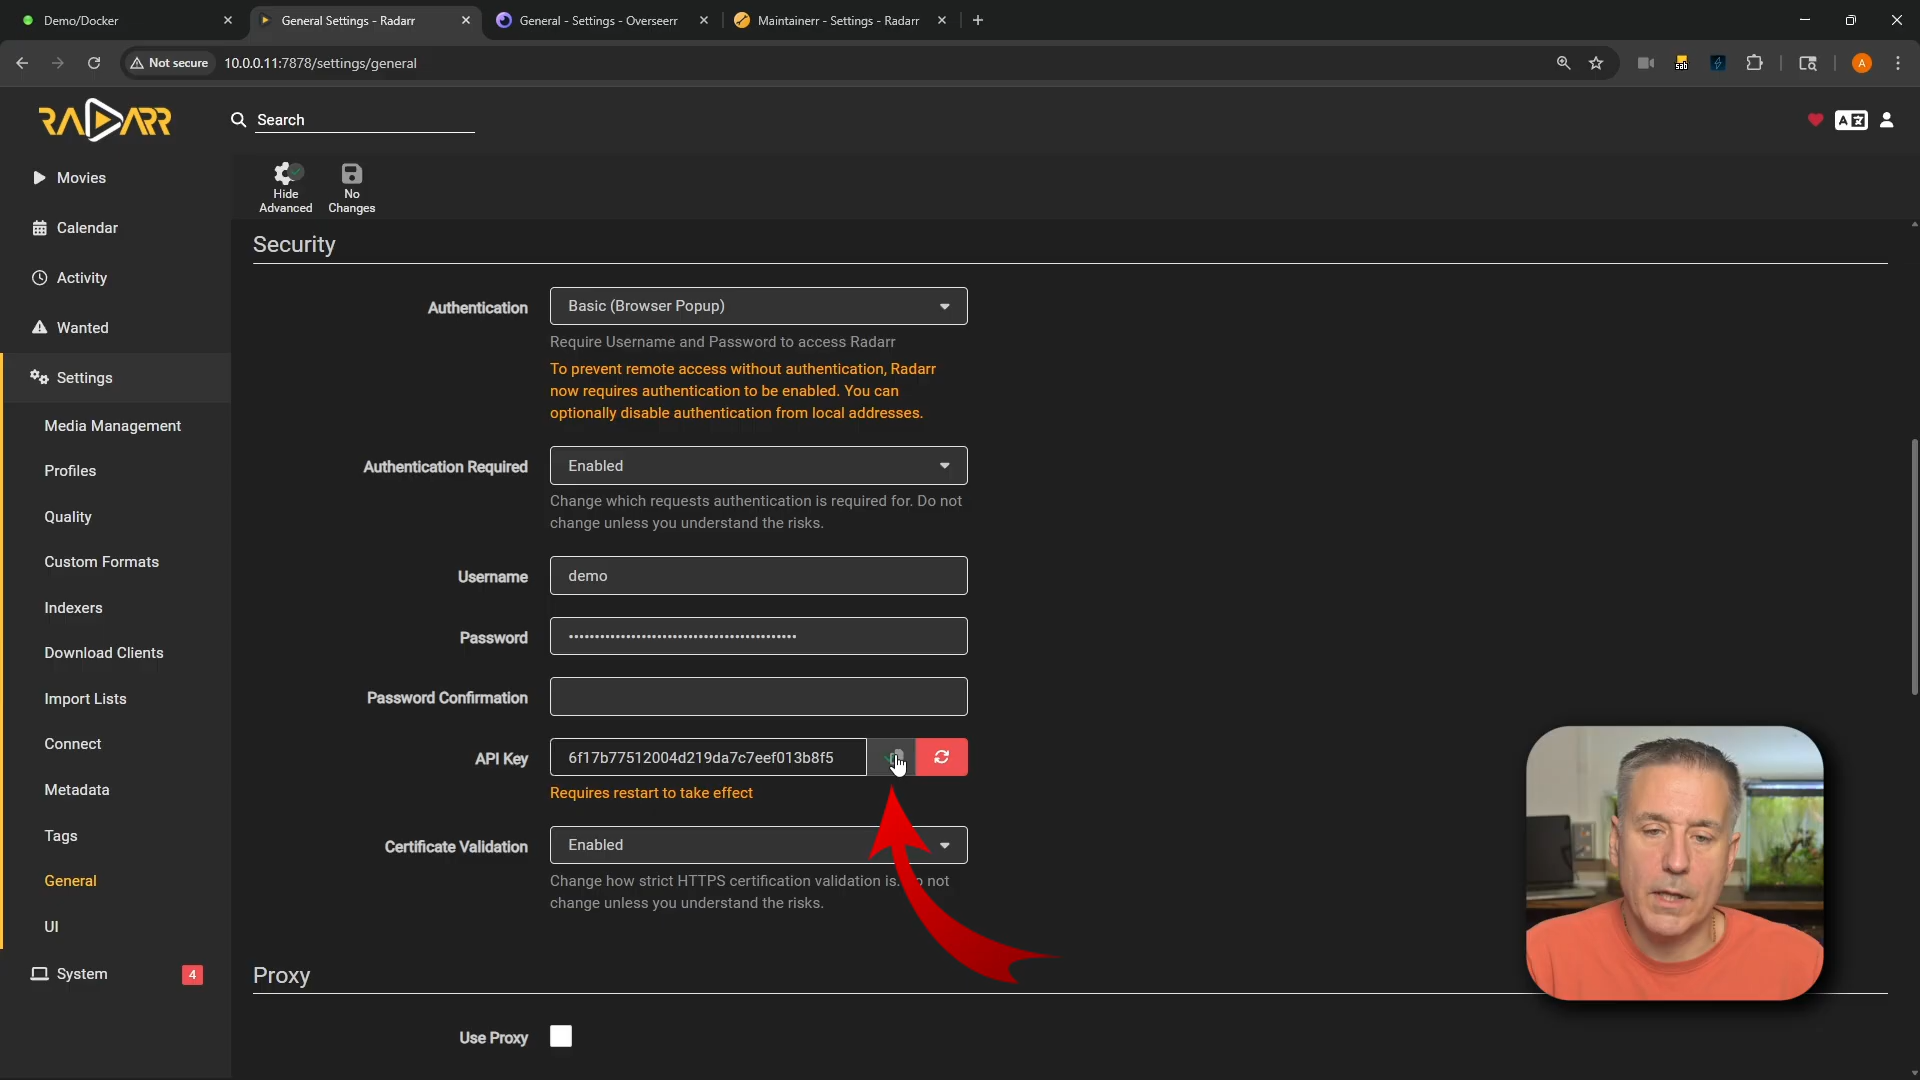 Demo/Docker
General Settings - Radarr
General - Settings - Overseerr
Maintainerr - Settings - Radarr
Not secure
10.0.0.11:7878/settings/general
sab
A
RADARR
Search
Movies
Calendar
Activity
Wanted
Settings
Media Management
Profiles
Quality
Custom Formats
Indexers
Download Clients
Import Lists
Connect
Metadata
Tags
General
UI
System
4
Hide
Advanced
No
Changes
Security
Authentication
Basic (Browser Popup)
Require Username and Password to access Radarr
To prevent remote access without authentication, Radarr
now requires authentication to be enabled. You can
optionally disable authentication from local addresses.
Authentication Required
Enabled
Change which requests authentication is required for. Do not
change unless you understand the risks.
Username
demo
Password
Password Confirmation
API Key
6f17b77512004d219da7c7eef013b8f5
Requires restart to take effect
Certificate Validation
Enabled
Change how strict HTTPS certification validation is. not
change unless you understand the risks.
Proxy
Use Proxy